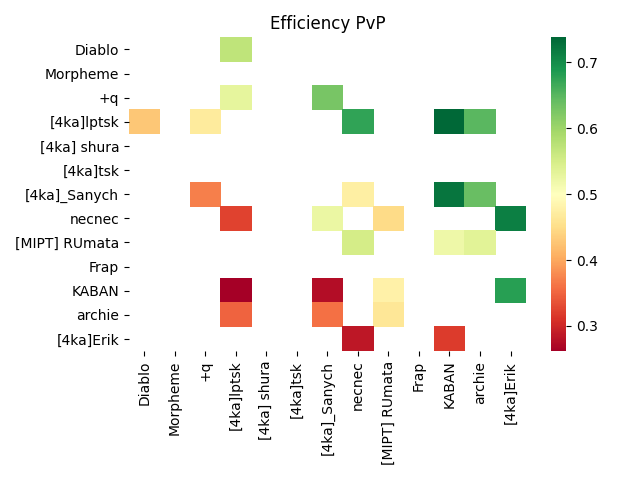 Efficiency PvP
Diablo
Morpheme
+q
[4ka]lptsk
[4ka] shura
[4ka]tsk
[4ka]_Sanych
necnec
[MIPT] RUmata
Frap
KABAN
archie
[4ka]Erik
Diablo
Morpheme
+q
[4ka]lptsk
[4ka] shura
[4ka]tsk
[4ka]_Sanych
necnec
[MIPT] RUmata
Frap
KABAN
archie
[4ka]Erik
0.7
0.6
0.5
0.4
0.3